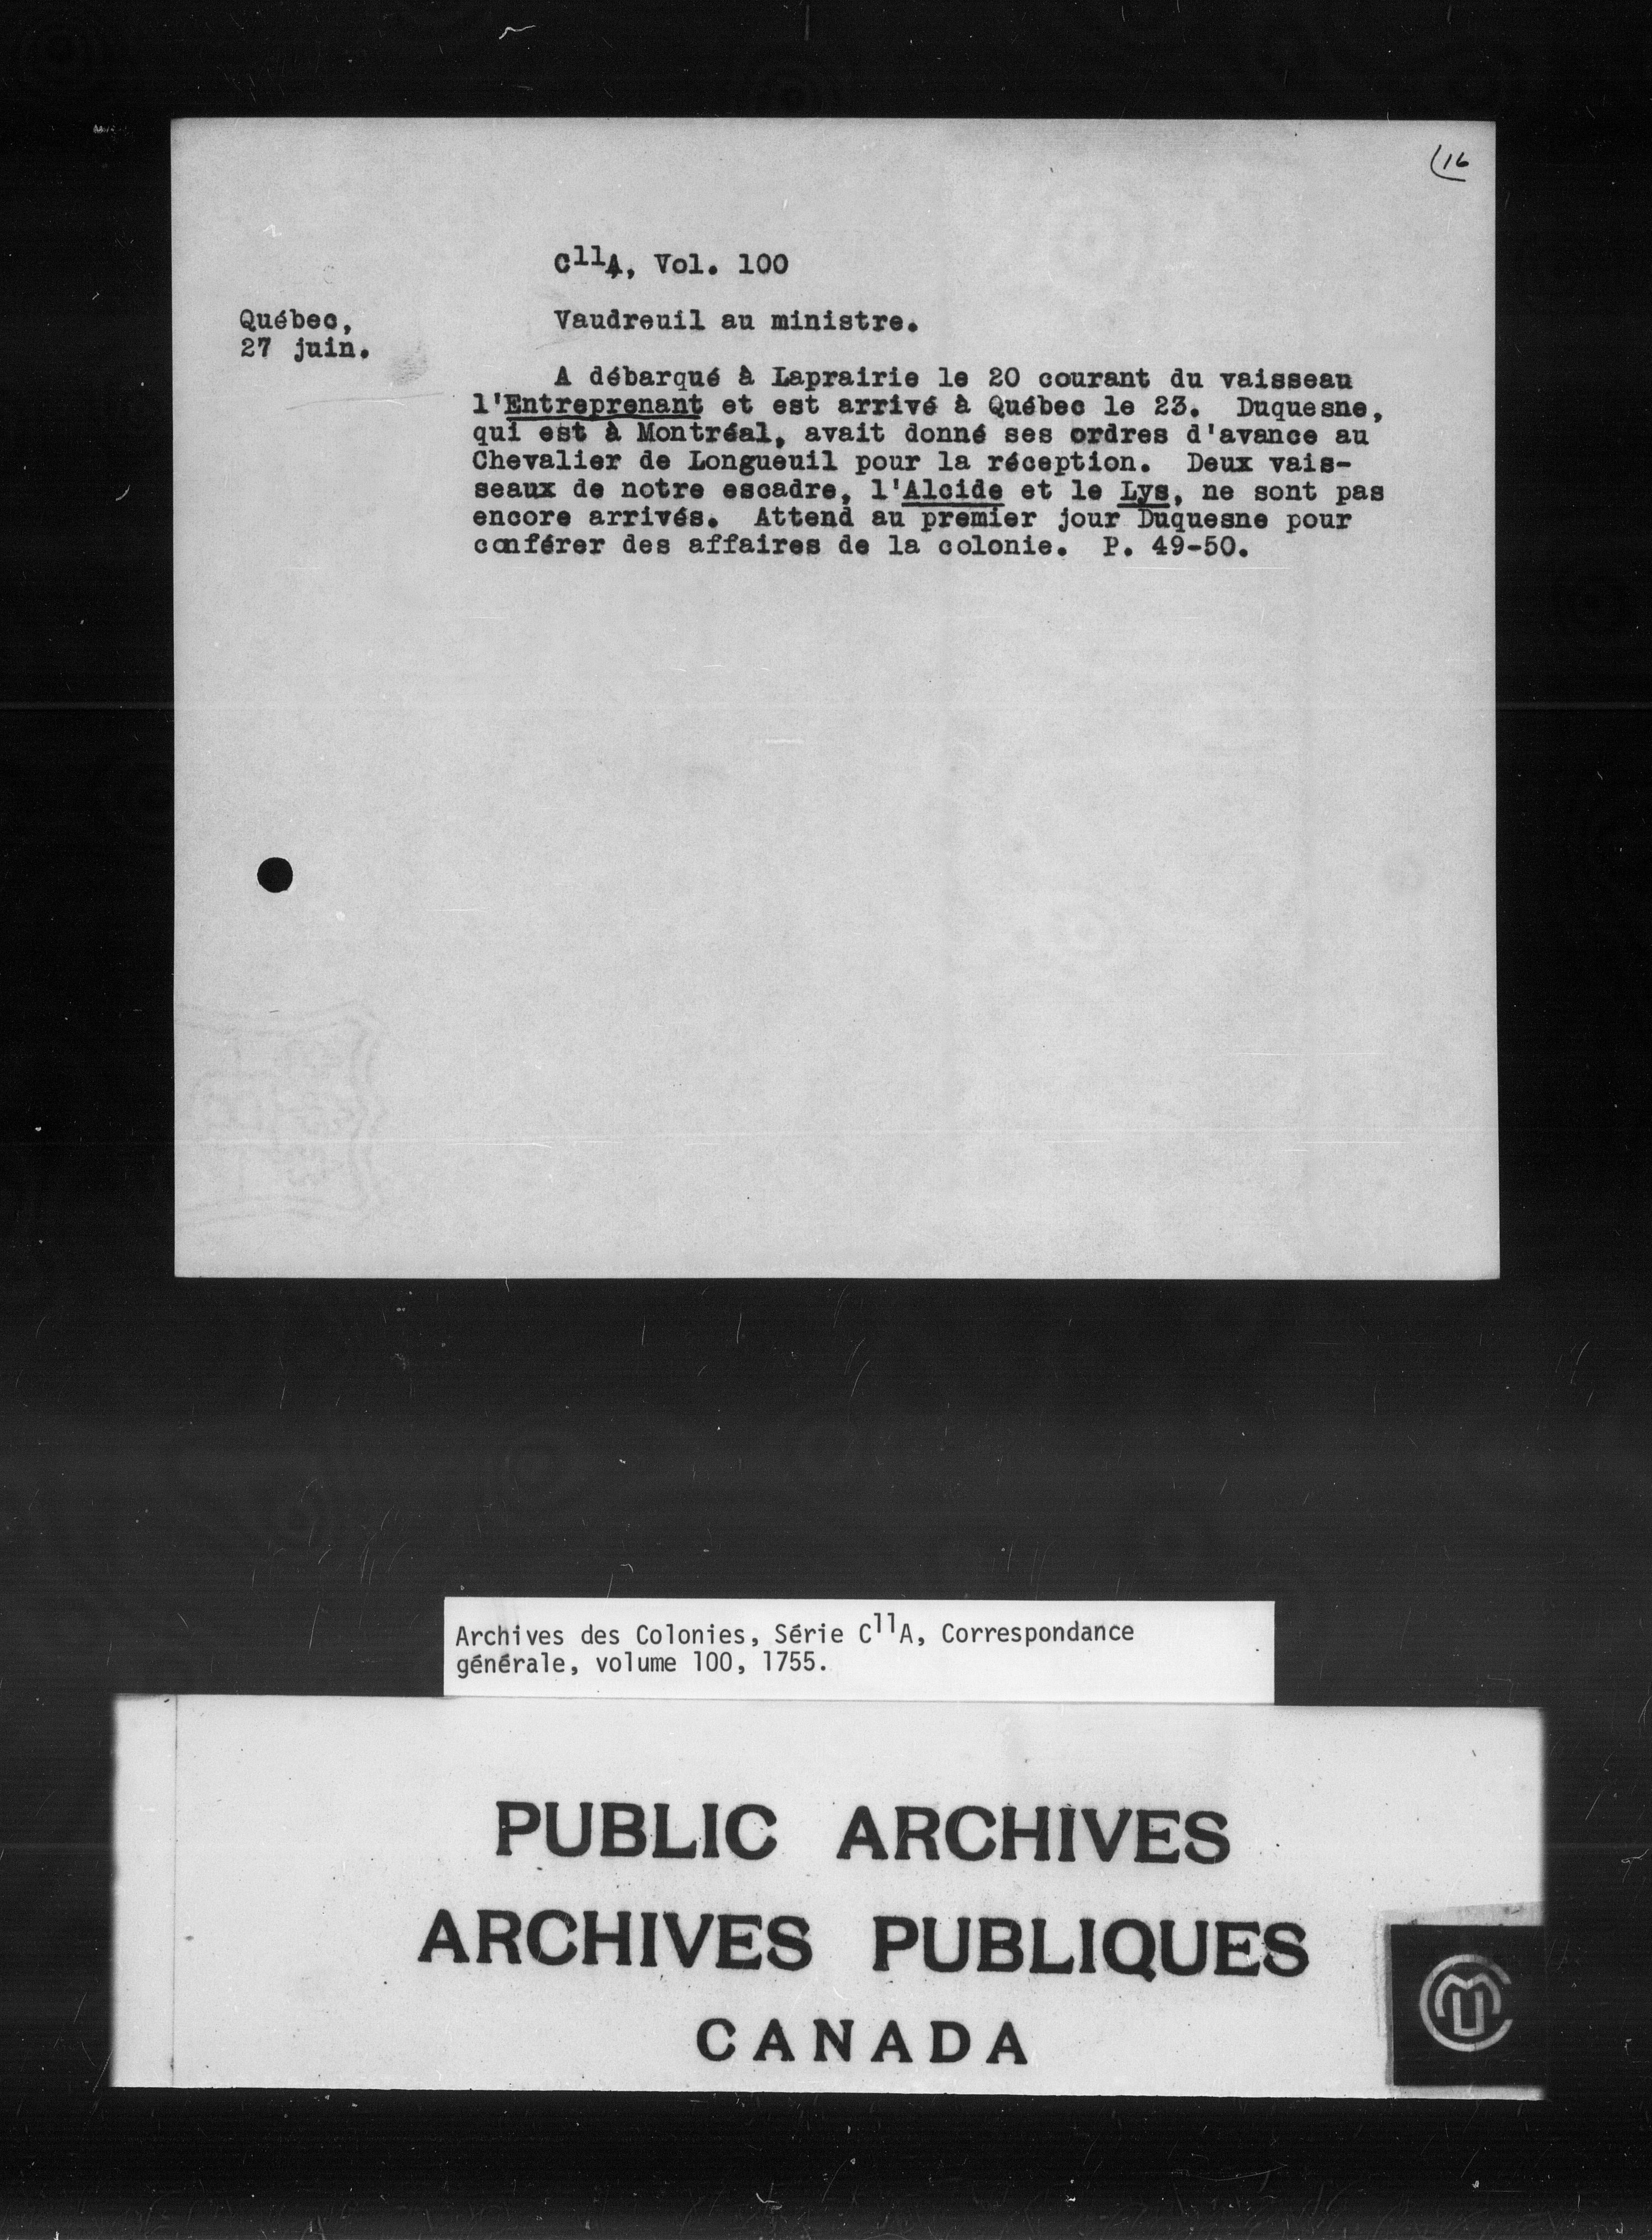 16
C11A, Vol. 100
Québec,
27 juin.
Vaudreuil au ministre.
A débarqué à Laprairie le 20 courant du vaisseau
l'Entreprenant et est arrivé à Québec le 23. Duquesne,
qui est à Montréal, avait donné ses ordres d'avance au
Chevalier de Longueuil pour la réception. Deux vais-
seaux de notre escadre, l'Alcide et le Lys, ne sont pas
encore arrivés. Attend au premier jour Duquesne pour
conférer des affaires de la colonie. P. 49-50.
Archives des Colonies, Série C11A, Correspondance
générale, volume 100, 1755.
PUBLIC ARCHIVES
ARCHIVES PUBLIQUES
CANADA